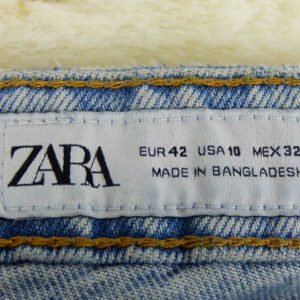 ZARA
EUR 42 USA 10 MEX 32
MADE IN BANGLADESH